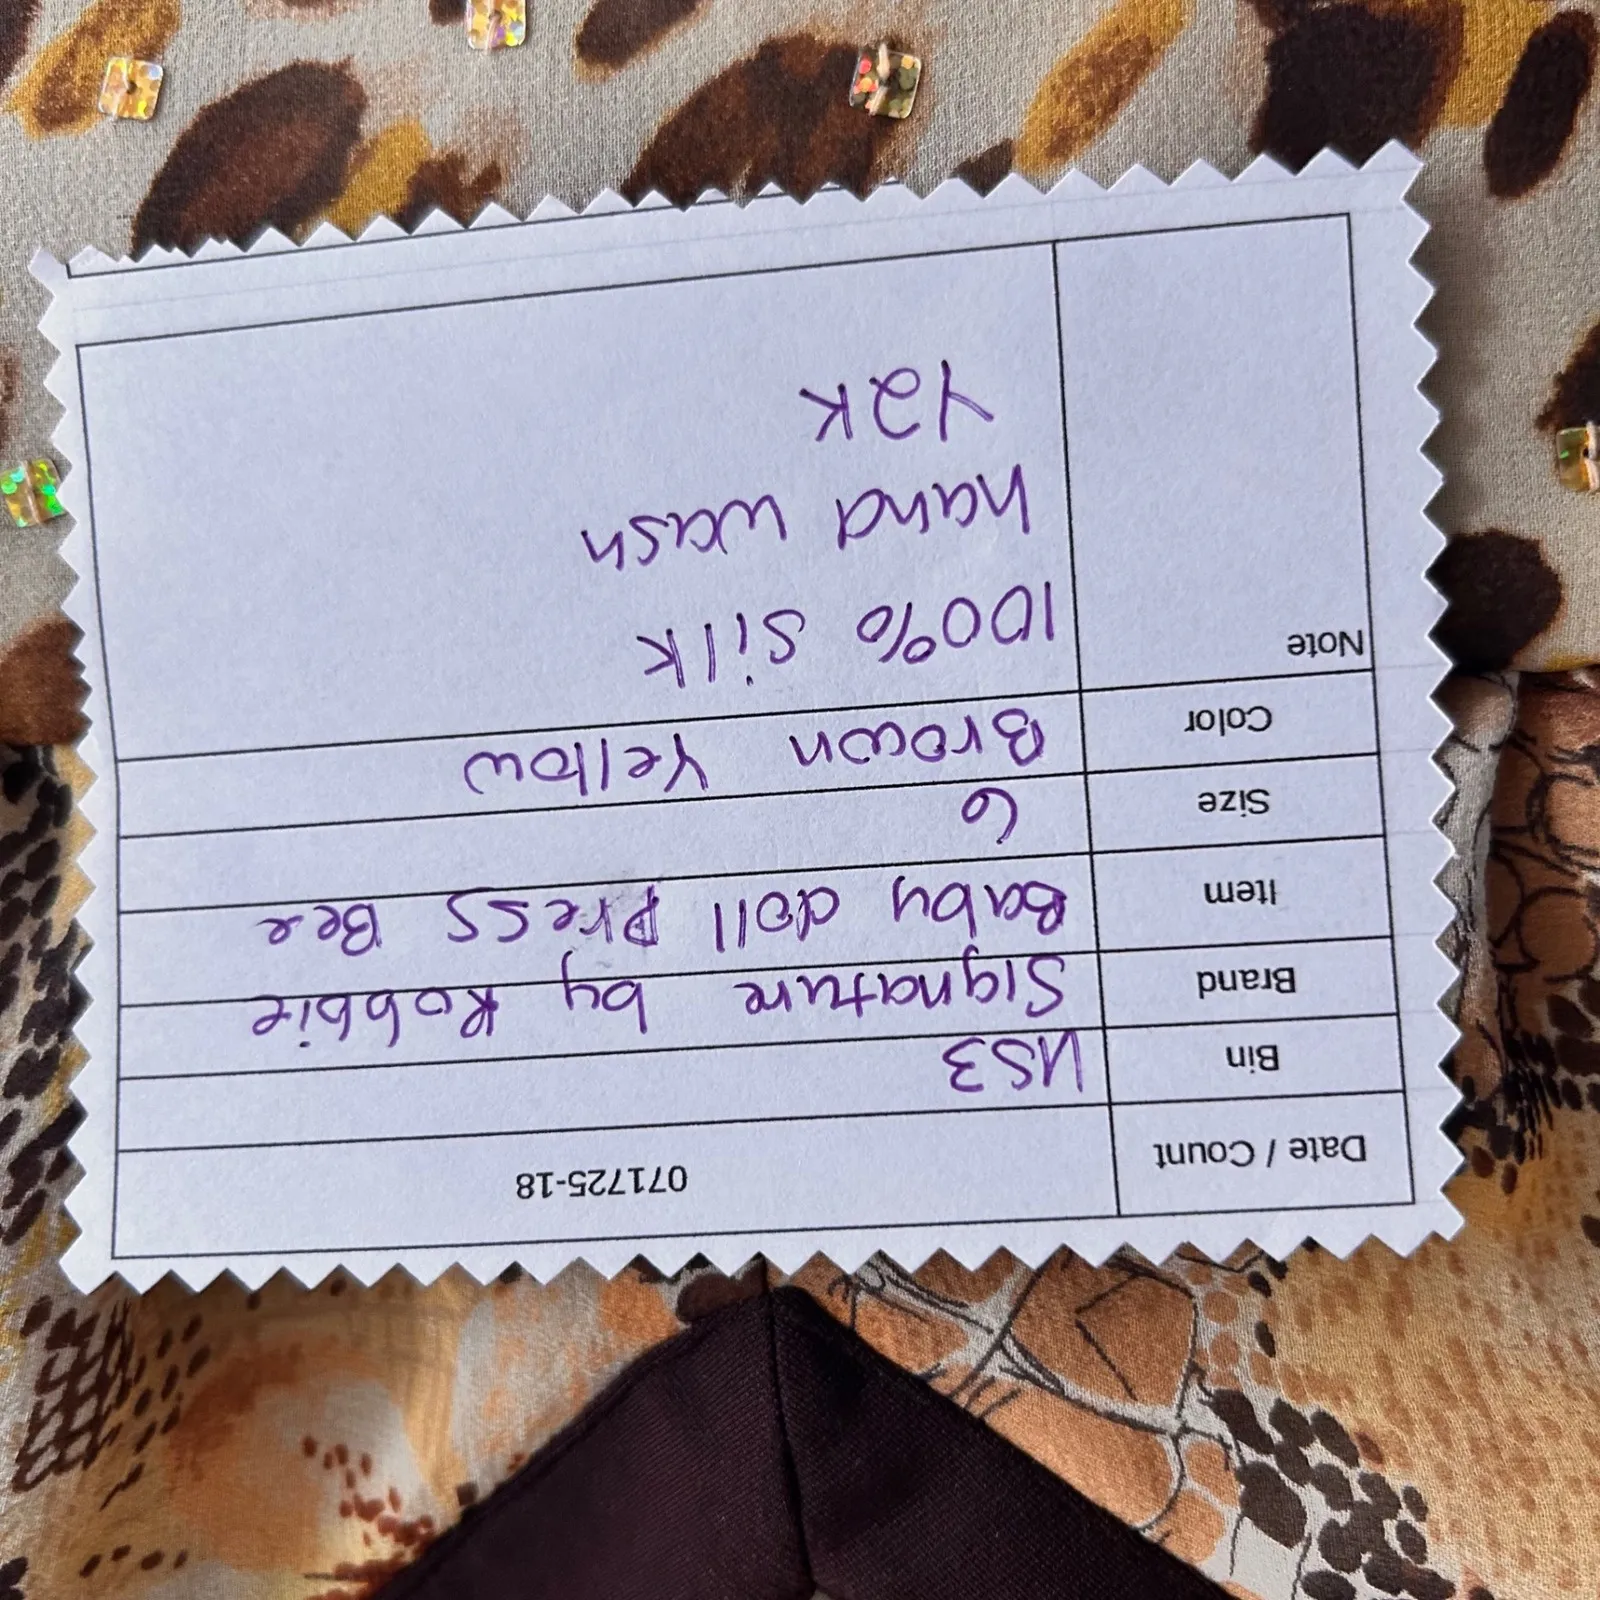 Date / Count 071725-18
Bin US3
Brand Signature by Robbie
Item Baby doll Dress Bee
Size 6
Color Brown Yellow
Note 100% Silk
hand wash
Y2K